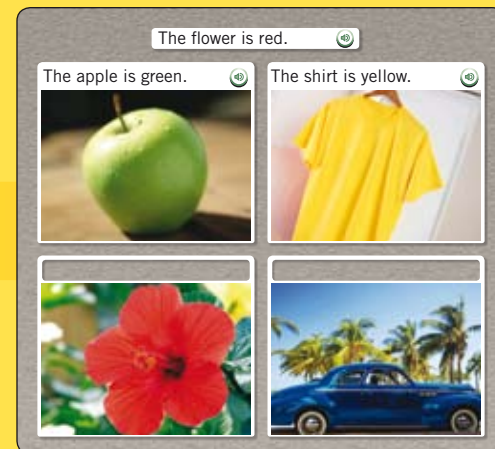 The flower is red.
The apple is green.
The shirt is yellow.